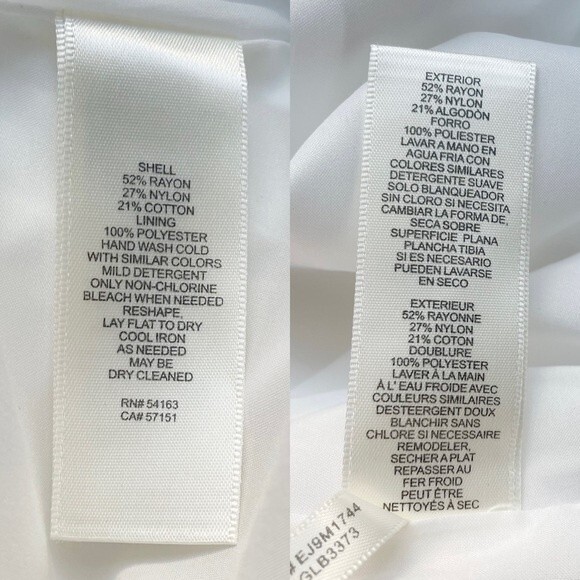 SHELL
52% RAYON
27% NYLON
21% COTTON
LINING
100% POLYESTER
HAND WASH COLD
WITH SIMILAR COLORS
MILD DETERGENT
ONLY NON-CHLORINE
BLEACH WHEN NEEDED
RESHAPE,
LAY FLAT TO DRY
COOL IRON
AS NEEDED
MAY BE
DRY CLEANED
RN# 54163
CA# 57151
EXTERIOR
52% RAYON
27% NYLON
21% ALGODÓN
FORRO
100% POLIESTER
LAVAR A MANO EN
AGUA FRIA CON
COLORES SIMILARES
DETERGENTE SUAVE
SOLO BLANQUEADOR
SIN CLORO SI NECESITA
CAMBIAR LA FORMA DE,
SECA SOBRE
SUPERFICIE PLANA
PLANCHA TIBIA
SI ES NECESARIO
PUEDEN LAVARSE
EN SECO
EXTERIEUR
52% RAYONNE
27% NYLON
21% COTON
DOUBLURE
100% POLYESTER
LAVER À LA MAIN
À L' EAU FROIDE AVEC
COULEURS SIMILAIRES
DESTEERGENT DOUX
BLANCHIR SANS
CHLORE SI NECESSAIRE
REMODELER,
SECHER A PLAT
REPASSER AU
FER FROID
PEUT ÊTRE
NETTOYÉS À SEC
# EJ9M1744
GLB3373